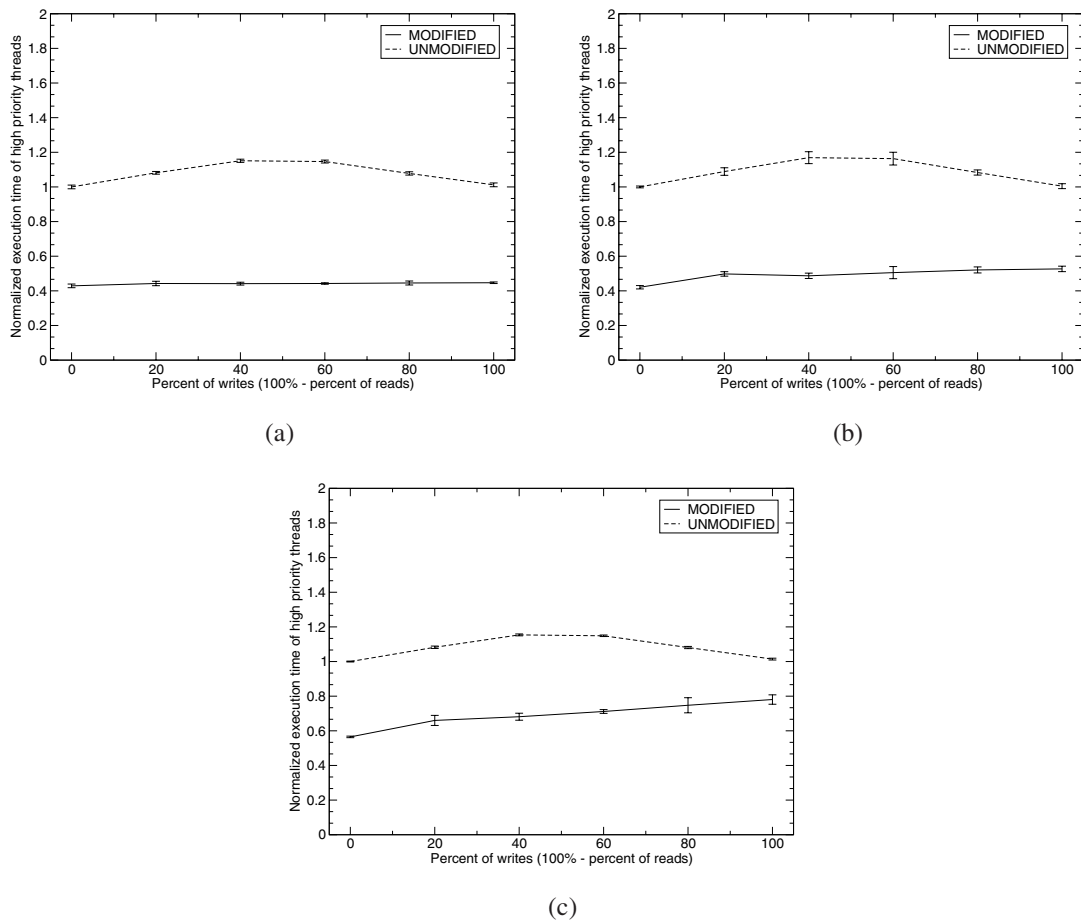 2
1.8
1.6
1.4
1.2
1
0.8
0.6
0.4
0.2
0
Normalized execution time of high priority threads
MODIFIED
UNMODIFIED
0 20 40 60 80 100
Percent of writes (100% - percent of reads)
(a)
2
1.8
1.6
1.4
1.2
1
0.8
0.6
0.4
0.2
0
Normalized execution time of high priority threads
MODIFIED
UNMODIFIED
0 20 40 60 80 100
Percent of writes (100% - percent of reads)
(b)
2
1.8
1.6
1.4
1.2
1
0.8
0.6
0.4
0.2
0
Normalized execution time of high priority threads
MODIFIED
UNMODIFIED
0 20 40 60 80 100
Percent of writes (100% - percent of reads)
(c)